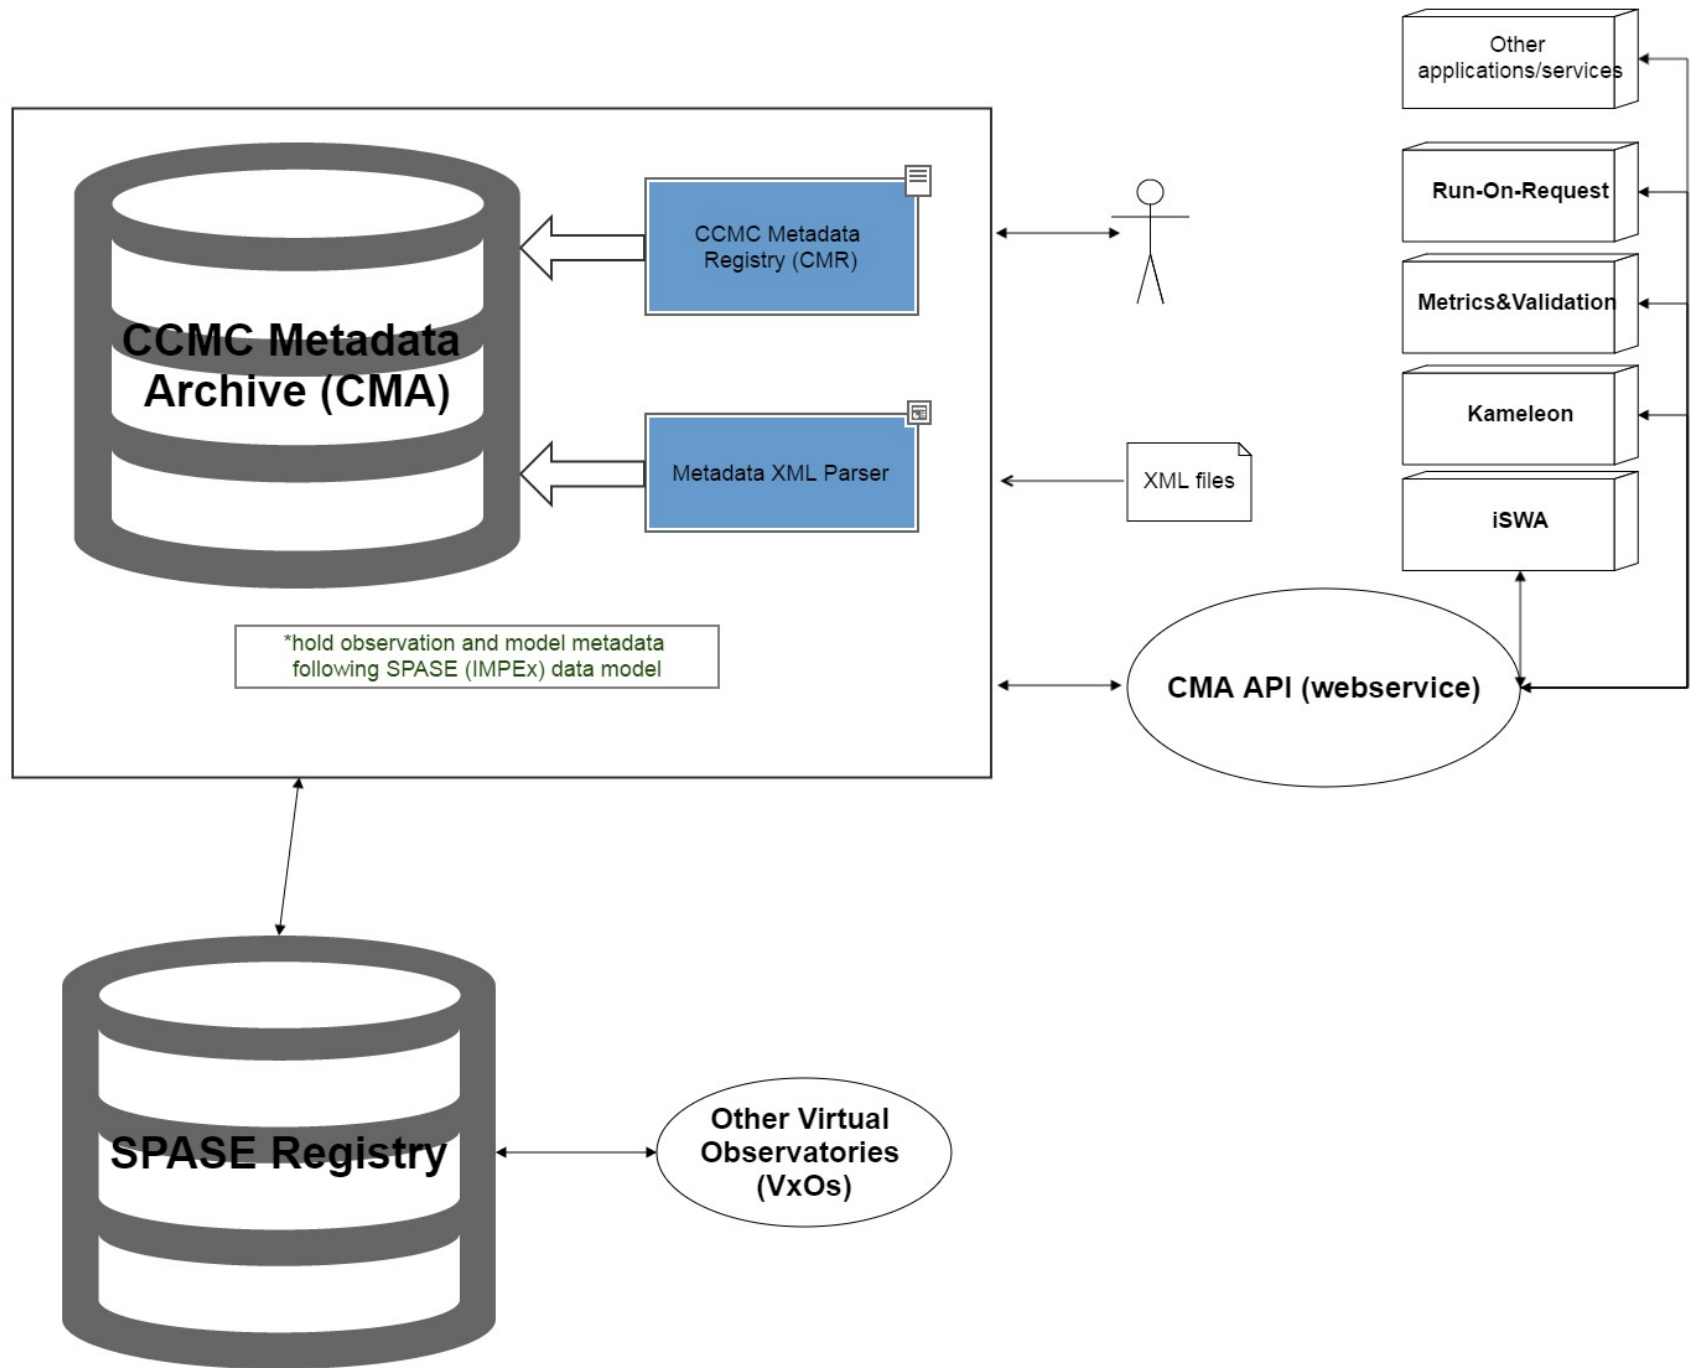 Other
applications/services
Run-On-Request
Metrics&Validation
Kameleon
iSWA
CCMC Metadata
Registry (CMR)
CCMC Metadata
Archive (CMA)
Metadata XML Parser
XML files
*hold observation and model metadata
following SPASE (IMPEx) data model
CMA API (webservice)
SPASE Registry
Other Virtual
Observatories
(VxOs)